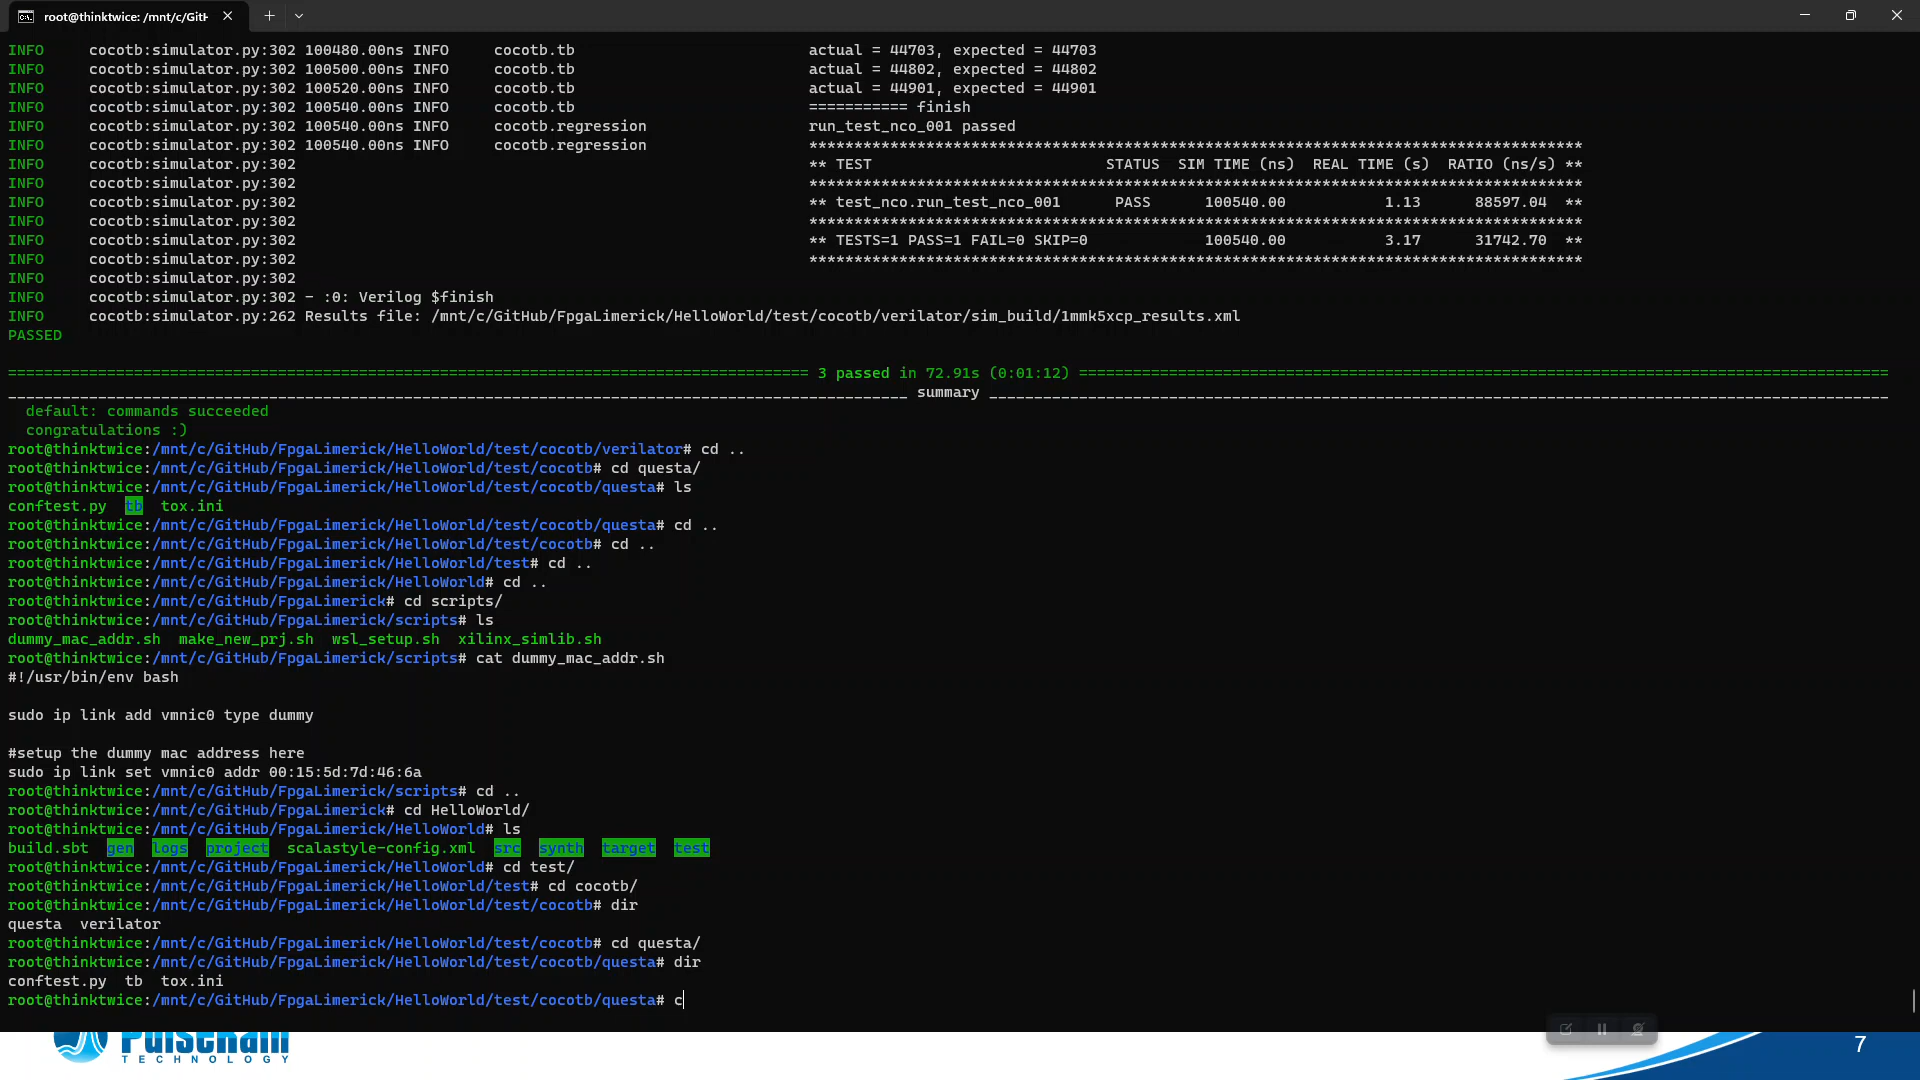 root@thinktwice: /mnt/c/GitH
INFO     cocotb:simulator.py:302 100480.00ns INFO     cocotb.tb                          actual = 44703, expected = 44703
INFO     cocotb:simulator.py:302 100500.00ns INFO     cocotb.tb                          actual = 44802, expected = 44802
INFO     cocotb:simulator.py:302 100520.00ns INFO     cocotb.tb                          actual = 44901, expected = 44901
INFO     cocotb:simulator.py:302 100540.00ns INFO     cocotb.tb                          =========== finish
INFO     cocotb:simulator.py:302 100540.00ns INFO     cocotb.regression                  run_test_nco_001 passed
INFO     cocotb:simulator.py:302 100540.00ns INFO     cocotb.regression                  **************************************************************************************
INFO     cocotb:simulator.py:302                                                         ** TEST                          STATUS  SIM TIME (ns)  REAL TIME (s)  RATIO (ns/s) **
INFO     cocotb:simulator.py:302                                                         **************************************************************************************
INFO     cocotb:simulator.py:302                                                         ** test_nco.run_test_nco_001      PASS      100540.00           1.13      88597.04  **
INFO     cocotb:simulator.py:302                                                         **************************************************************************************
INFO     cocotb:simulator.py:302                                                         ** TESTS=1 PASS=1 FAIL=0 SKIP=0             100540.00           3.17      31742.70  **
INFO     cocotb:simulator.py:302                                                         **************************************************************************************
INFO     cocotb:simulator.py:302
INFO     cocotb:simulator.py:302 - :0: Verilog $finish
INFO     cocotb:simulator.py:262 Results file: /mnt/c/GitHub/FpgaLimerick/HelloWorld/test/cocotb/verilator/sim_build/1mmk5xcp_results.xml
PASSED
========================================================================================= 3 passed in 72.91s (0:01:12) ==========================================================================================
____________________________________________________________________________________________________ summary ____________________________________________________________________________________________________
default: commands succeeded
congratulations :)
root@thinktwice:/mnt/c/GitHub/FpgaLimerick/HelloWorld/test/cocotb/verilator# cd ..
root@thinktwice:/mnt/c/GitHub/FpgaLimerick/HelloWorld/test/cocotb# cd questa/
root@thinktwice:/mnt/c/GitHub/FpgaLimerick/HelloWorld/test/cocotb/questa# ls
conftest.py  tb  tox.ini
root@thinktwice:/mnt/c/GitHub/FpgaLimerick/HelloWorld/test/cocotb/questa# cd ..
root@thinktwice:/mnt/c/GitHub/FpgaLimerick/HelloWorld/test/cocotb# cd ..
root@thinktwice:/mnt/c/GitHub/FpgaLimerick/HelloWorld/test# cd ..
root@thinktwice:/mnt/c/GitHub/FpgaLimerick/HelloWorld# cd ..
root@thinktwice:/mnt/c/GitHub/FpgaLimerick# cd scripts/
root@thinktwice:/mnt/c/GitHub/FpgaLimerick/scripts# ls
dummy_mac_addr.sh  make_new_prj.sh  wsl_setup.sh  xilinx_simlib.sh
root@thinktwice:/mnt/c/GitHub/FpgaLimerick/scripts# cat dummy_mac_addr.sh
#!/usr/bin/env bash
sudo ip link add vmnic0 type dummy
#setup the dummy mac address here
sudo ip link set vmnic0 addr 00:15:5d:7d:46:6a
root@thinktwice:/mnt/c/GitHub/FpgaLimerick/scripts# cd ..
root@thinktwice:/mnt/c/GitHub/FpgaLimerick# cd HelloWorld/
root@thinktwice:/mnt/c/GitHub/FpgaLimerick/HelloWorld# ls
build.sbt  gen  logs  project  scalastyle-config.xml  src  synth  target  test
root@thinktwice:/mnt/c/GitHub/FpgaLimerick/HelloWorld# cd test/
root@thinktwice:/mnt/c/GitHub/FpgaLimerick/HelloWorld/test# cd cocotb/
root@thinktwice:/mnt/c/GitHub/FpgaLimerick/HelloWorld/test/cocotb# dir
questa  verilator
root@thinktwice:/mnt/c/GitHub/FpgaLimerick/HelloWorld/test/cocotb# cd questa/
root@thinktwice:/mnt/c/GitHub/FpgaLimerick/HelloWorld/test/cocotb/questa# dir
conftest.py  tb  tox.ini
root@thinktwice:/mnt/c/GitHub/FpgaLimerick/HelloWorld/test/cocotb/questa# c
PulseRain
TECHNOLOGY
7